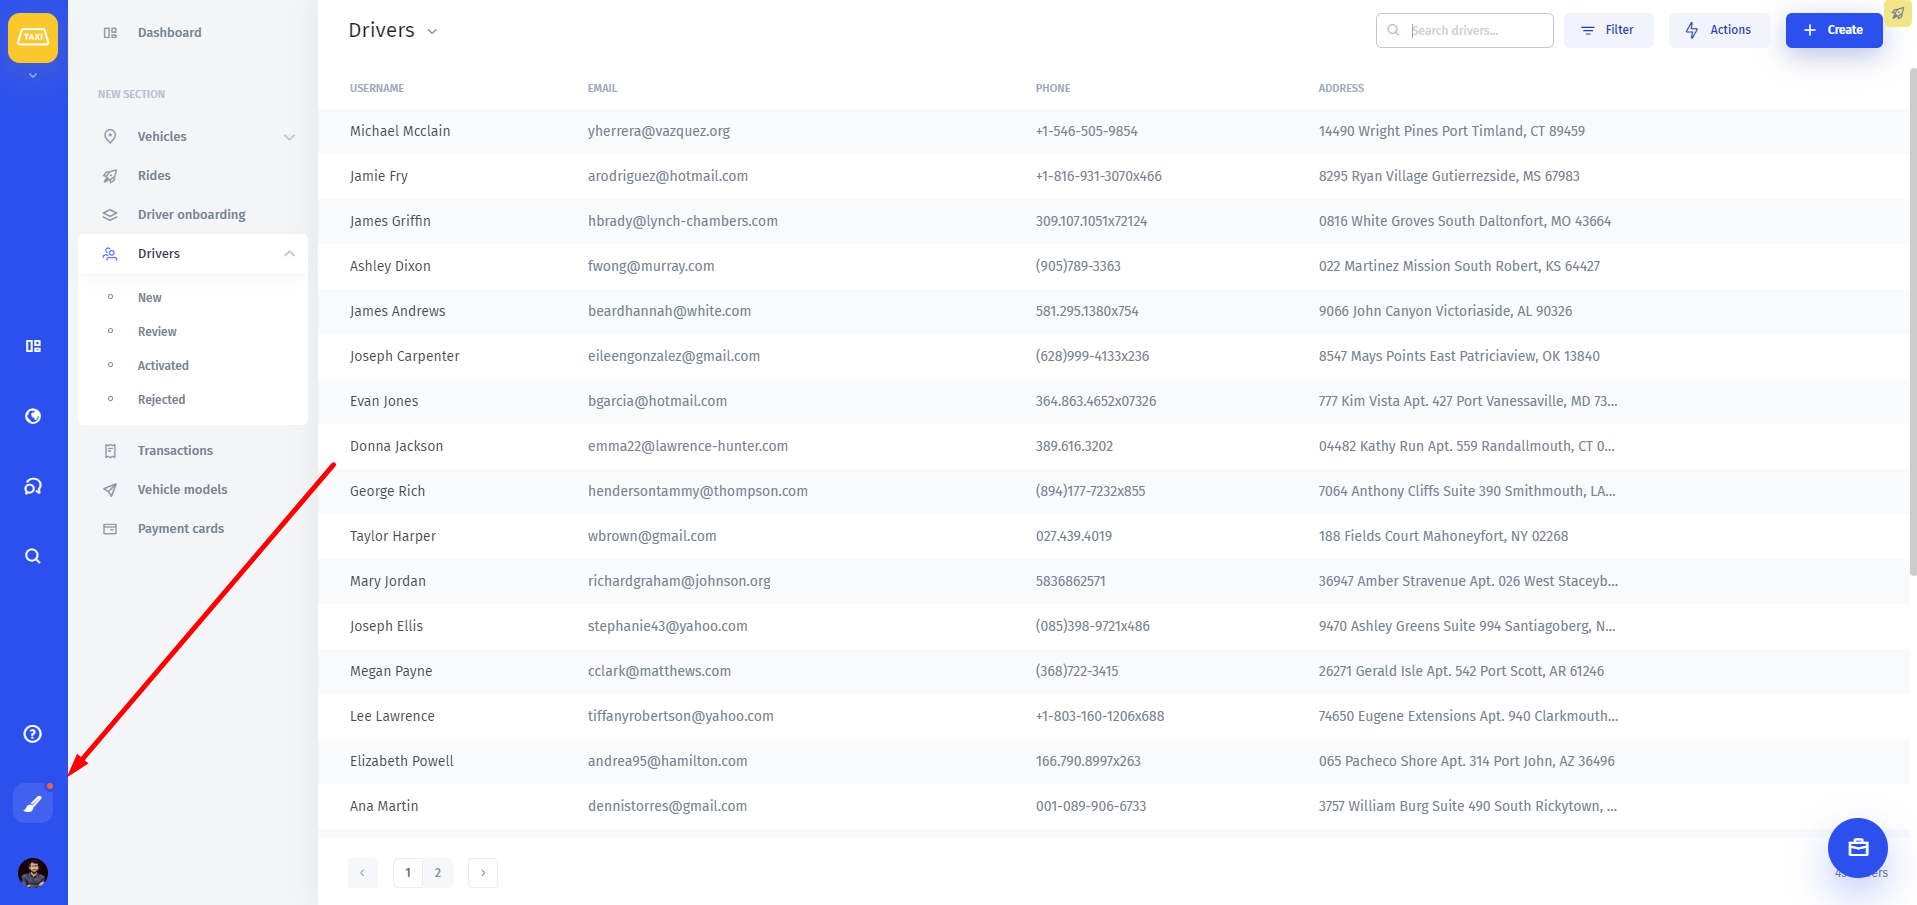 TAXI
Dashboard
NEW SECTION
Vehicles
Rides
Driver onboarding
Drivers
New
Review
Activated
Rejected
Transactions
Vehicle models
Payment cards
Drivers
Search drivers...
Filter
Actions
Create
USERNAME EMAIL PHONE ADDRESS
Michael Mcclain yherrera@vazquez.org +1-546-505-9854 14490 Wright Pines Port Timland, CT 89459
Jamie Fry arodriguez@hotmail.com +1-816-931-3070x466 8295 Ryan Village Gutierrezside, MS 67983
James Griffin hbrady@lynch-chambers.com 309.107.1051x72124 0816 White Groves South Daltonfort, MO 43664
Ashley Dixon fwong@murray.com (905)789-3363 022 Martinez Mission South Robert, KS 64427
James Andrews beardhannah@white.com 581.295.1380x754 9066 John Canyon Victoriaside, AL 90326
Joseph Carpenter eileengonzalez@gmail.com (628)999-4133x236 8547 Mays Points East Patriciaview, OK 13840
Evan Jones bgarcia@hotmail.com 364.863.4652x07326 777 Kim Vista Apt. 427 Port Vanessaville, MD 73...
Donna Jackson emma22@lawrence-hunter.com 389.616.3202 04482 Kathy Run Apt. 559 Randallmouth, CT 0...
George Rich hendersontammy@thompson.com (894)177-7232x855 7064 Anthony Cliffs Suite 390 Smithmouth, LA...
Taylor Harper wbrown@gmail.com 027.439.4019 188 Fields Court Mahoneyfort, NY 02268
Mary Jordan richardgraham@johnson.org 5836862571 36947 Amber Stravenue Apt. 026 West Staceyb...
Joseph Ellis stephanie43@yahoo.com (085)398-9721x486 9470 Ashley Greens Suite 994 Santiagoberg, N...
Megan Payne cclark@matthews.com (368)722-3415 26271 Gerald Isle Apt. 542 Port Scott, AR 61246
Lee Lawrence tiffanyrobertson@yahoo.com +1-803-160-1206x688 74650 Eugene Extensions Apt. 940 Clarkmouth...
Elizabeth Powell andrea95@hamilton.com 166.790.8997x263 065 Pacheco Shore Apt. 314 Port John, AZ 36496
Ana Martin dennistorres@gmail.com 001-089-906-6733 3757 William Burg Suite 490 South Rickytown, ...
1 2